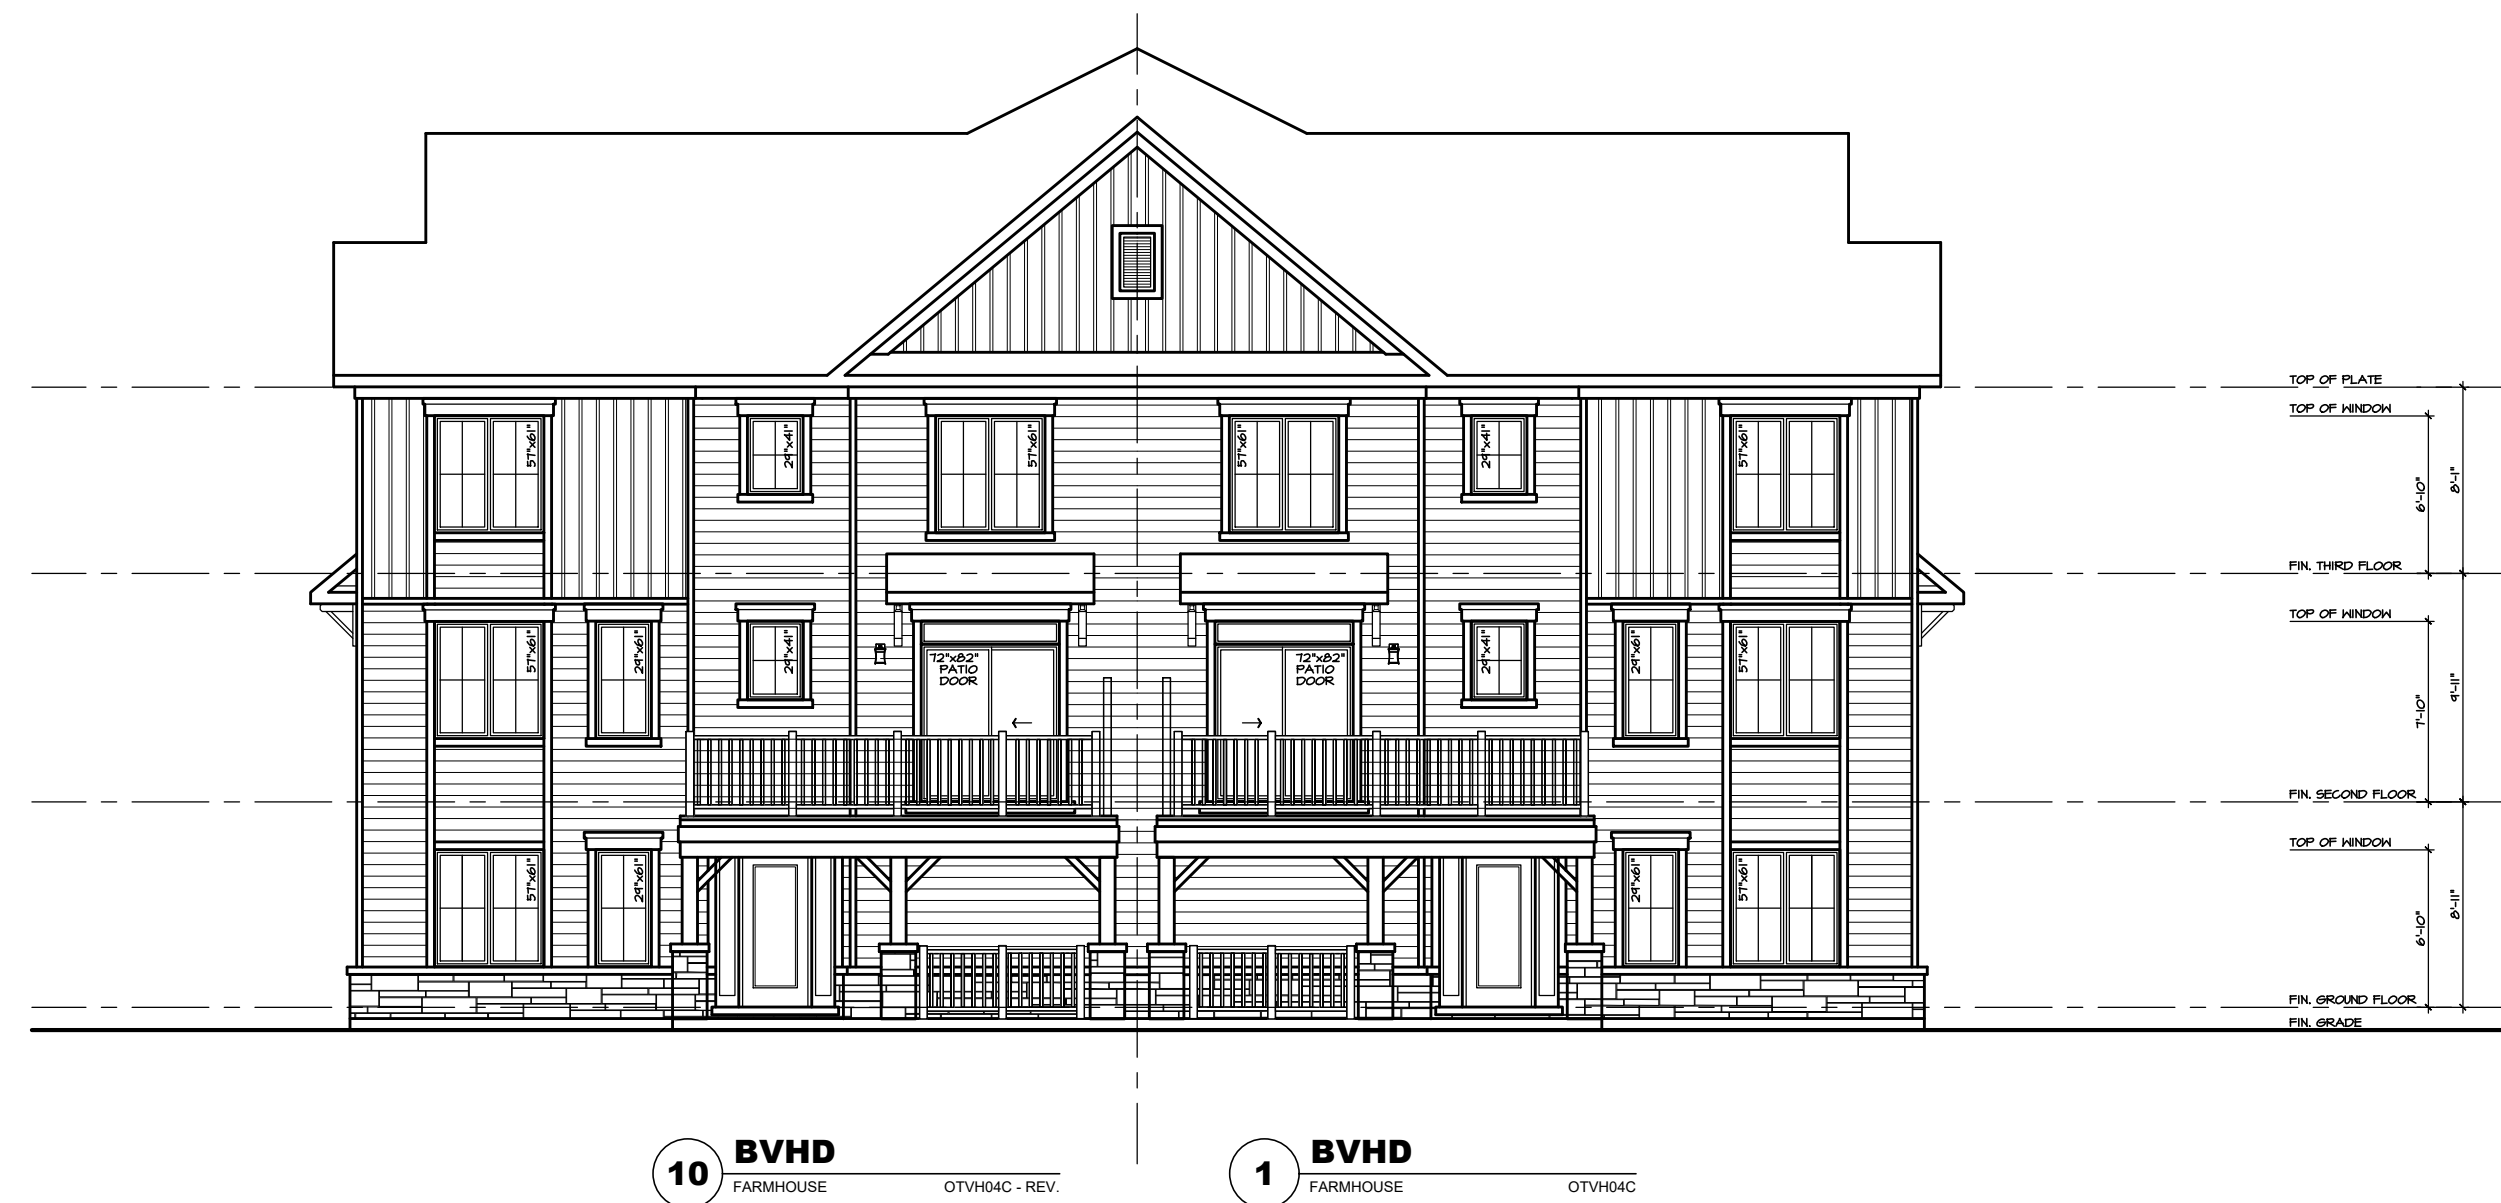 TOP OF PLATE
TOP OF WINDOW
57"x61"
29"x41"
57"x61"
57"x61"
29"x41"
57"x61"
6'-10"
8'-1"
FIN. THIRD FLOOR
TOP OF WINDOW
57"x61"
29"x61"
29"x41"
72"x82"
PATIO
DOOR
72"x82"
PATIO
DOOR
29"x41"
29"x61"
57"x61"
7'-10"
9'-11"
FIN. SECOND FLOOR
TOP OF WINDOW
57"x61"
29"x61"
29"x61"
57"x61"
6'-10"
8'-11"
FIN. GROUND FLOOR
FIN. GRADE
10
BVHD
FARMHOUSE OTVH04C - REV.
1
BVHD
FARMHOUSE OTVH04C